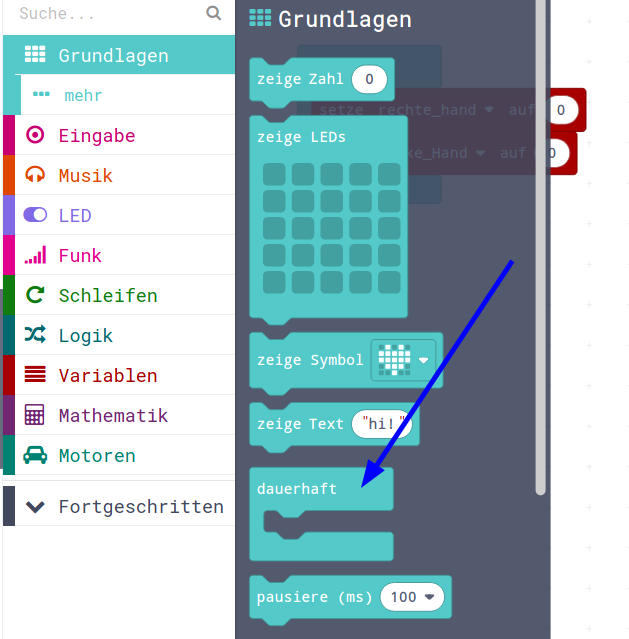 Suche...
Grundlagen
mehr
Eingabe
Musik
LED
Funk
Schleifen
Logik
Variablen
Mathematik
Motoren
Fortgeschritten
Grundlagen
zeige Zahl 0
zeige LEDs
zeige Symbol
zeige Text "hi!"
dauerhaft
pausiere (ms) 100
setze rechte_hand auf 0
ke_Hand auf 0